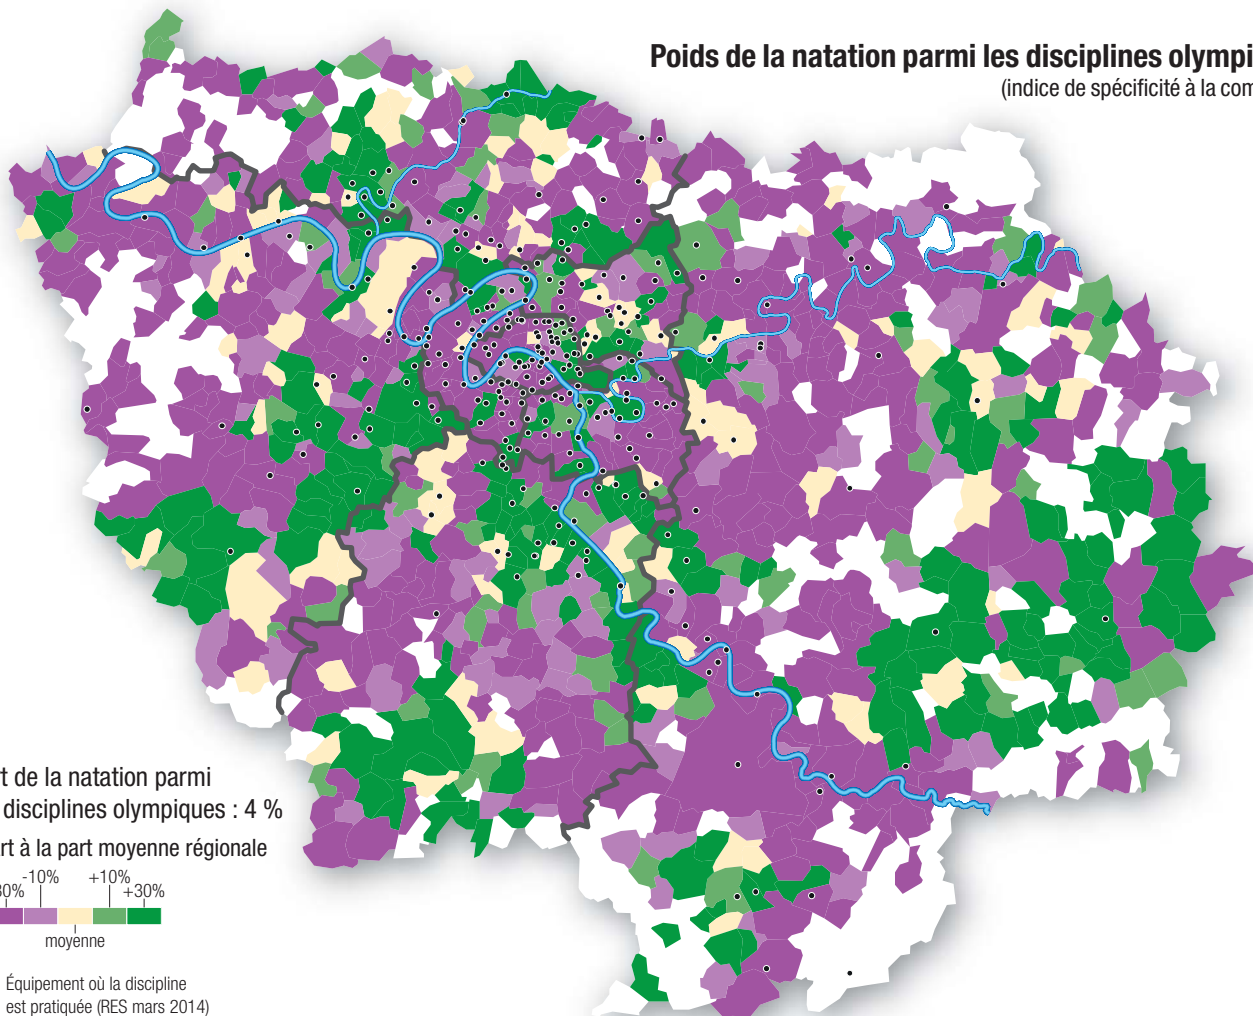 Poids de la natation parmi les disciplines olympi
(indice de spécificité à la com
rt de la natation parmi
disciplines olympiques : 4 %
rt à la part moyenne régionale
-10% +10%
30% +30%
moyenne
Équipement où la discipline
est pratiquée (RES mars 2014)